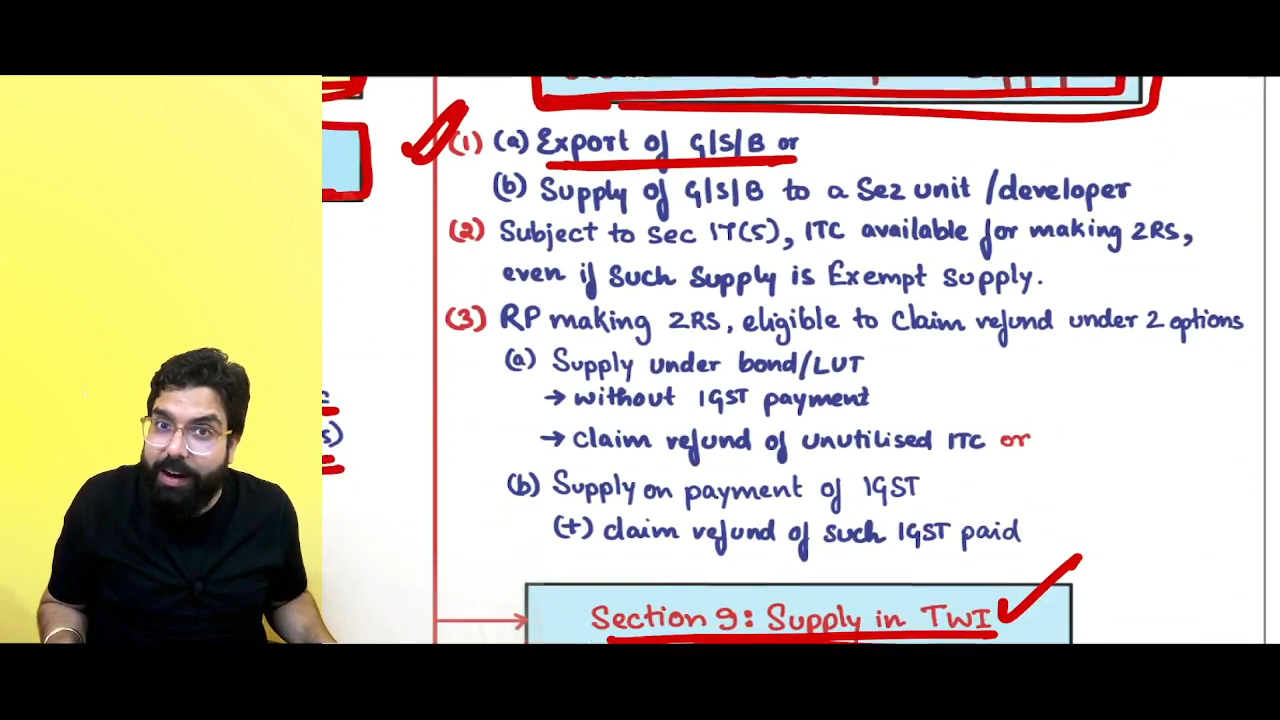 (1) (a) Export of G/S/B or
(b) Supply of G/S/B to a SEZ unit /developer
(2) Subject to sec 17(5), ITC available for making ZRS,
even if such supply is Exempt supply.
(3) RP making ZRS, eligible to claim refund under 2 options
(a) Supply under bond/LUT
→ without IGST payment
→ claim refund of unutilised ITC or
(b) Supply on payment of IGST
(+) claim refund of such IGST paid
Section 9: Supply in TWI